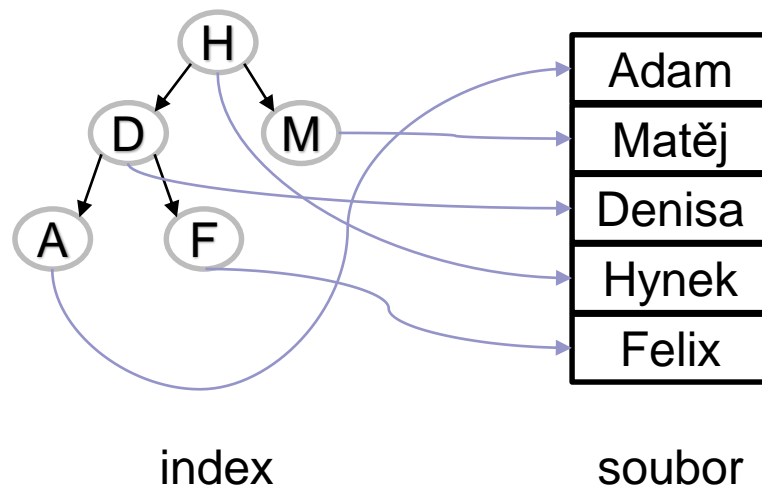 H
D
M
A
F
Adam
Matěj
Denisa
Hynek
Felix
index
soubor